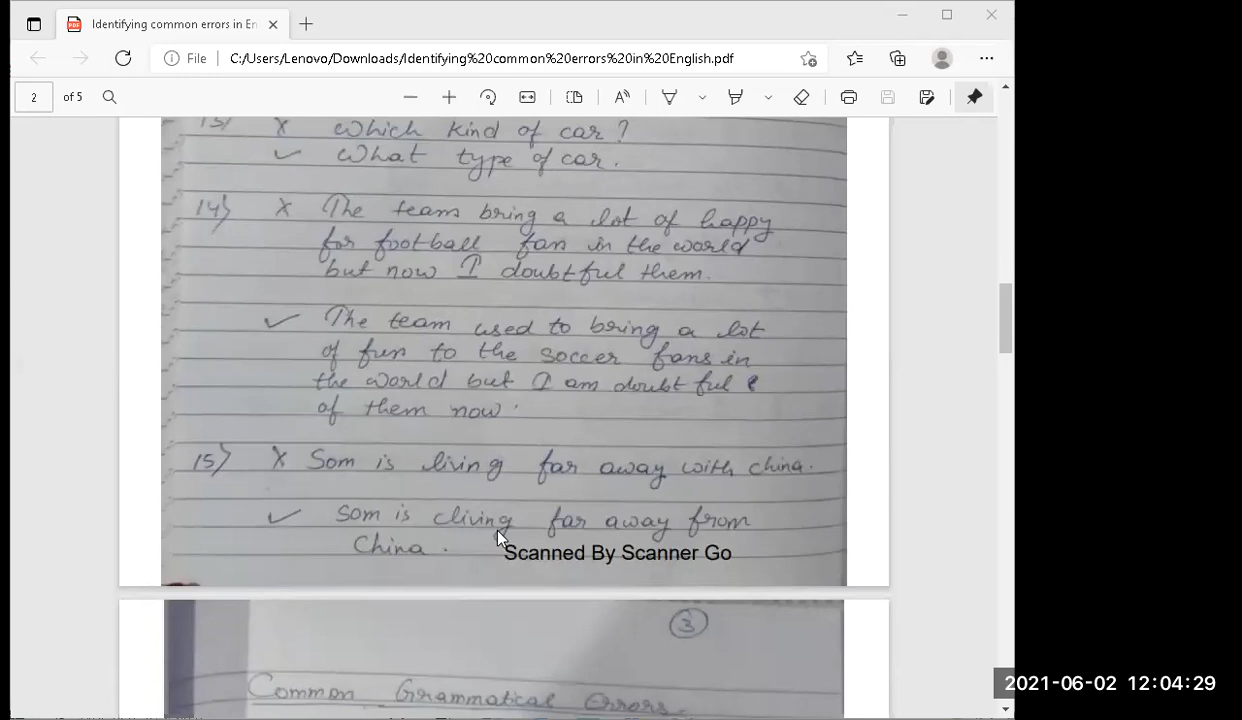 Identifying common errors in En
File C:/Users/Lenovo/Downloads/Identifying%20common%20errors%20in%20English.pdf
2 of 5
13) X Which kind of car ?
✓ What type of car .
14) X The teams bring a lot of happy
for football fan in the world
but now I doubtful them.
✓ The team used to bring a lot
of fun to the soccer fans in
the world but I am doubtful
of them now .
15) X Som is living far away with china.
✓ Som is living far away from
China .
Scanned By Scanner Go
3
Common Grammatical Errors.
2021-06-02 12:04:29